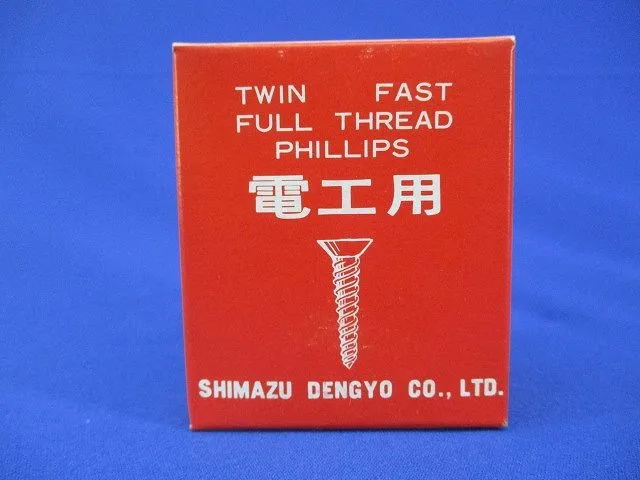 TWIN FAST
FULL THREAD
PHILLIPS
電工用
SHIMAZU DENGYO CO., LTD.